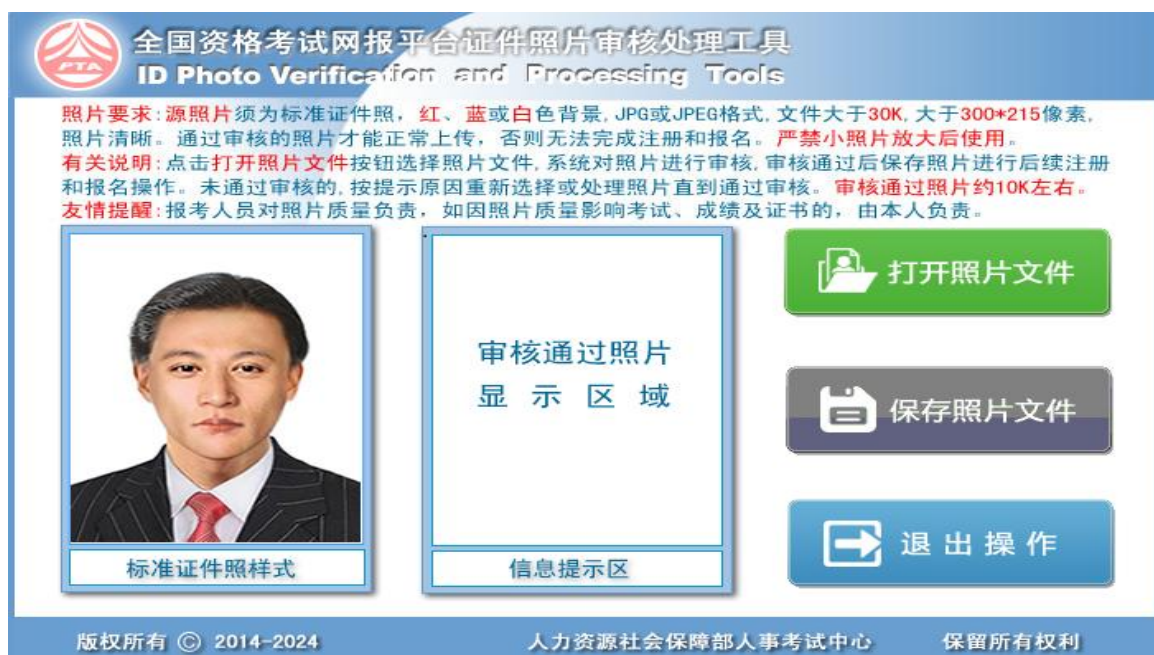 全国资格考试网报平台证件照片审核处理工具
PTA
ID Photo Verification and Processing Tools
照片要求:源照片须为标准证件照，红、蓝或白色背景,JPG或JPEG格式,文件大于30K,大于300*215像素,
照片清晰。通过审核的照片才能正常上传，否则无法完成注册和报名。严禁小照片放大后使用。
有关说明:点击打开照片文件按钮选择照片文件,系统对照片进行审核,审核通过后保存照片进行后续注册
和报名操作。未通过审核的,按提示原因重新选择或处理照片直到通过审核。审核通过照片约10K左右。
友情提醒:报考人员对照片质量负责，如因照片质量影响考试、成绩及证书的，由本人负责。
打开照片文件
审核通过照片
显示区域
保存照片文件
退出操作
标准证件照样式
信息提示区
版权所有 © 2014-2024
人力资源社会保障部人事考试中心
保留所有权利